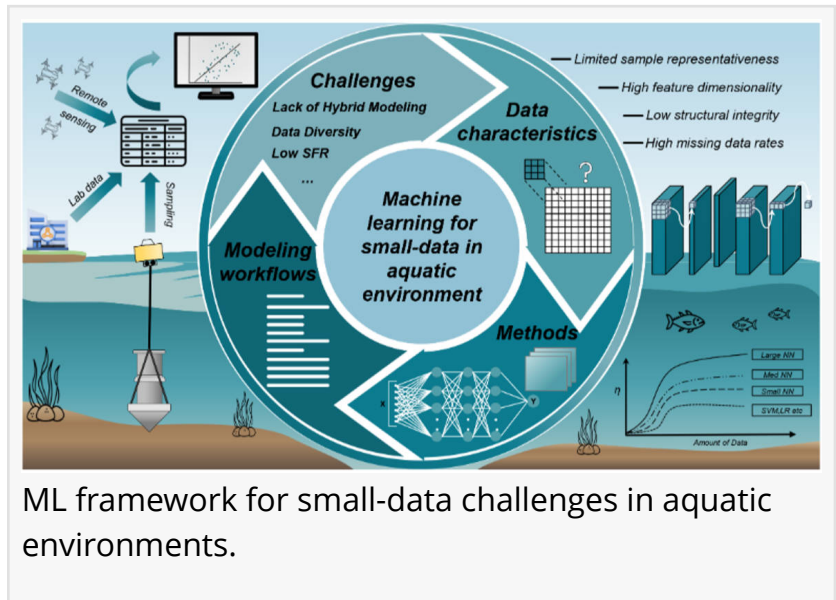 Remote
sensing
Lab data
Sampling
Challenges
Lack of Hybrid Modeling
Data Diversity
Low SFR
...
Data
characteristics
?
Limited sample representativeness
High feature dimensionality
Low structural integrity
High missing data rates
Machine
learning for
small-data in
aquatic
environment
Modeling
workflows
Methods
X
Y
η
Large NN
Med NN
Small NN
SVM,LR etc
Amount of Data
ML framework for small-data challenges in aquatic
environments.